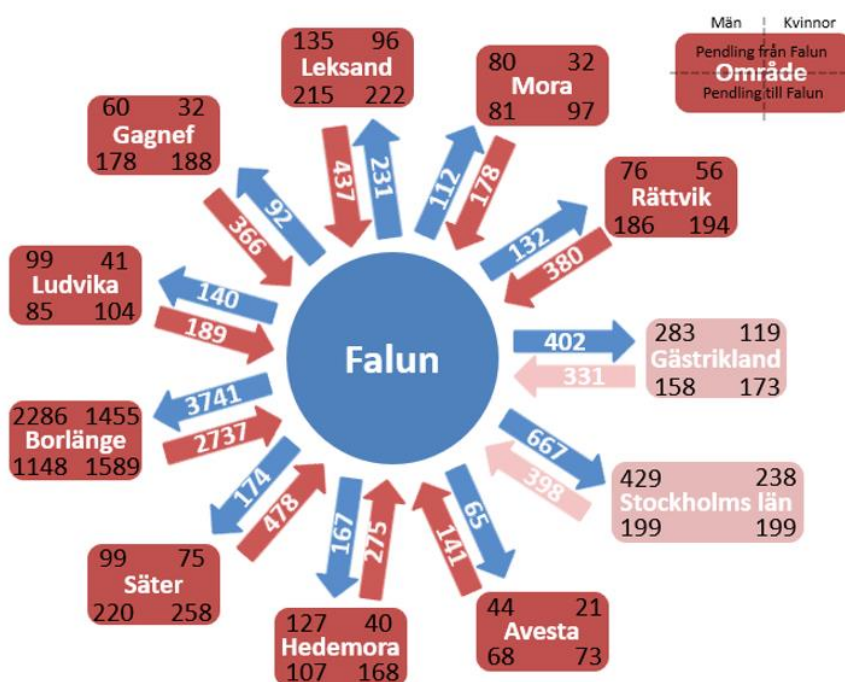 Män Kvinnor
Pendling från Falun
Område
Pendling till Falun
135 96
Leksand
215 222
80 32
Mora
81 97
60 32
Gagnef
178 188
76 56
Rättvik
186 194
99 41
Ludvika
85 104
283 119
Gästrikland
158 173
2286 1455
Borlänge
1148 1589
429 238
Stockholms län
199 199
99 75
Säter
220 258
127 40
Hedemora
107 168
44 21
Avesta
68 73
Falun
437
231
112
178
132
380
402
331
667
398
65
141
275
167
478
174
2737
3741
189
140
366
92